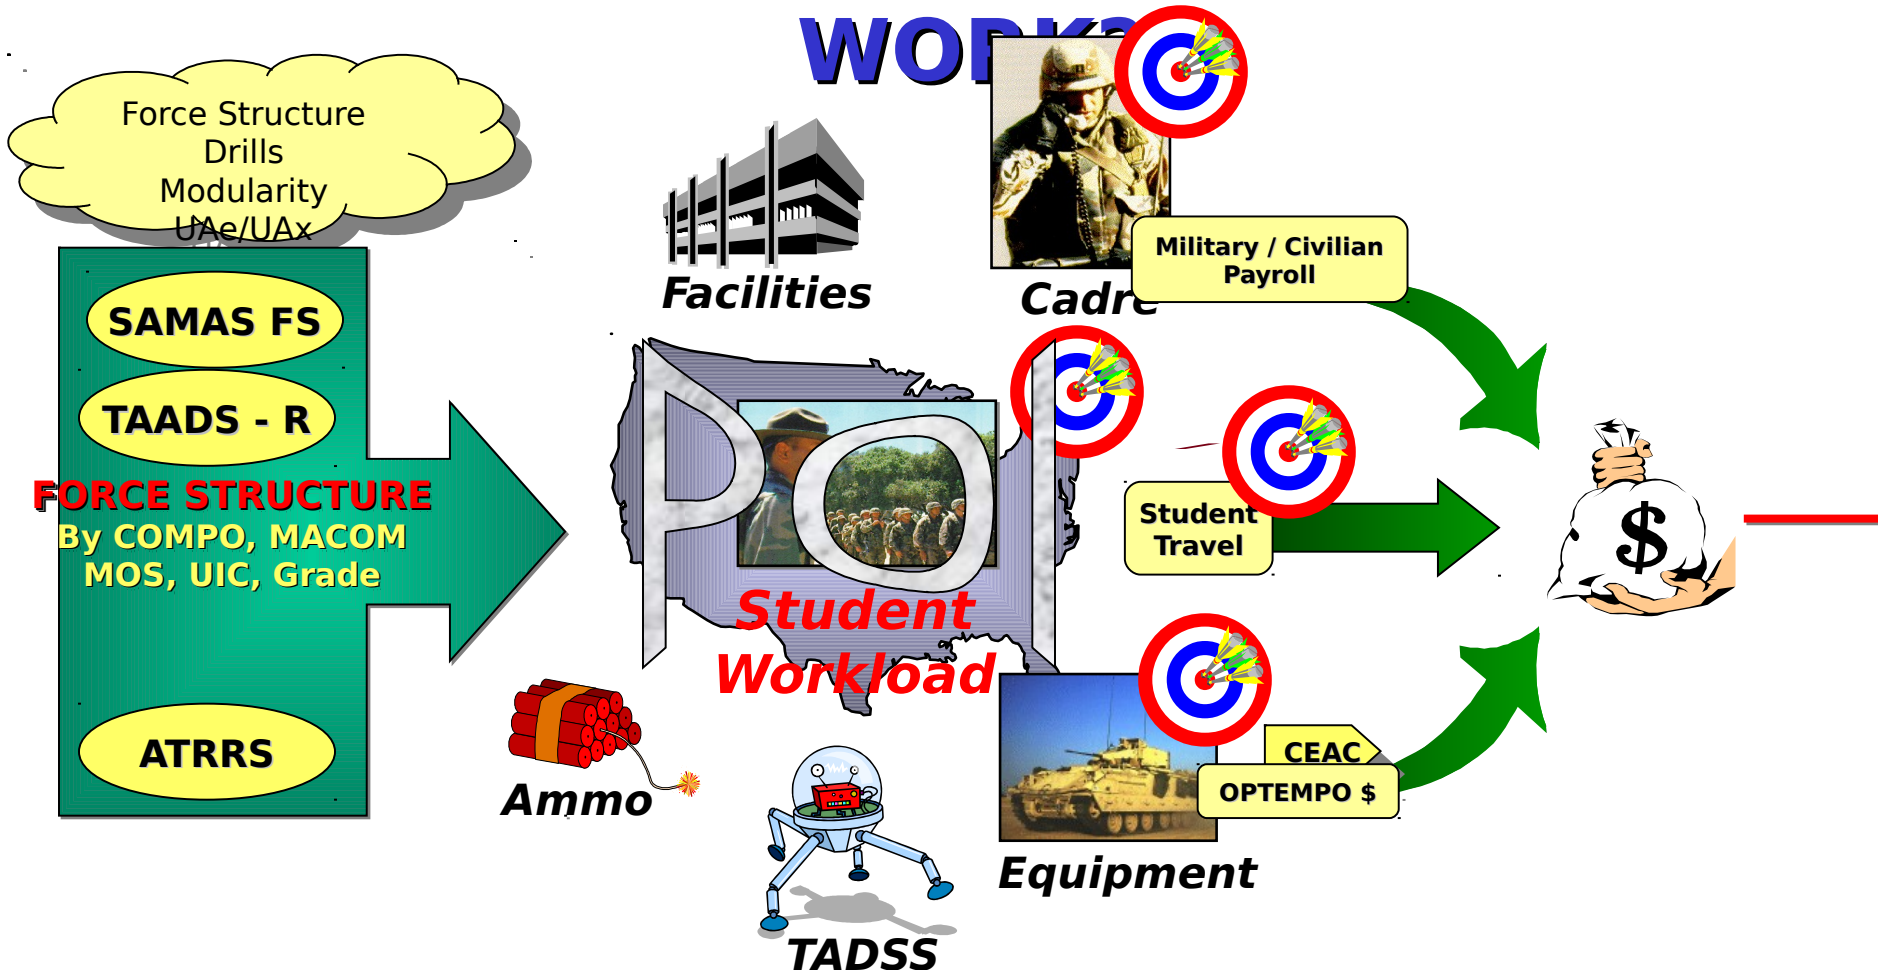 WORK?
Force Structure
Drills
Modularity
UAe/UAx
SAMAS FS
TAADS - R
FORCE STRUCTURE
By COMPO, MACOM
MOS, UIC, Grade
ATRRS
Facilities
Cadre
Military / Civilian
Payroll
POI
Student
Workload
Student
Travel
$
Ammo
TADSS
Equipment
CEAC
OPTEMPO $